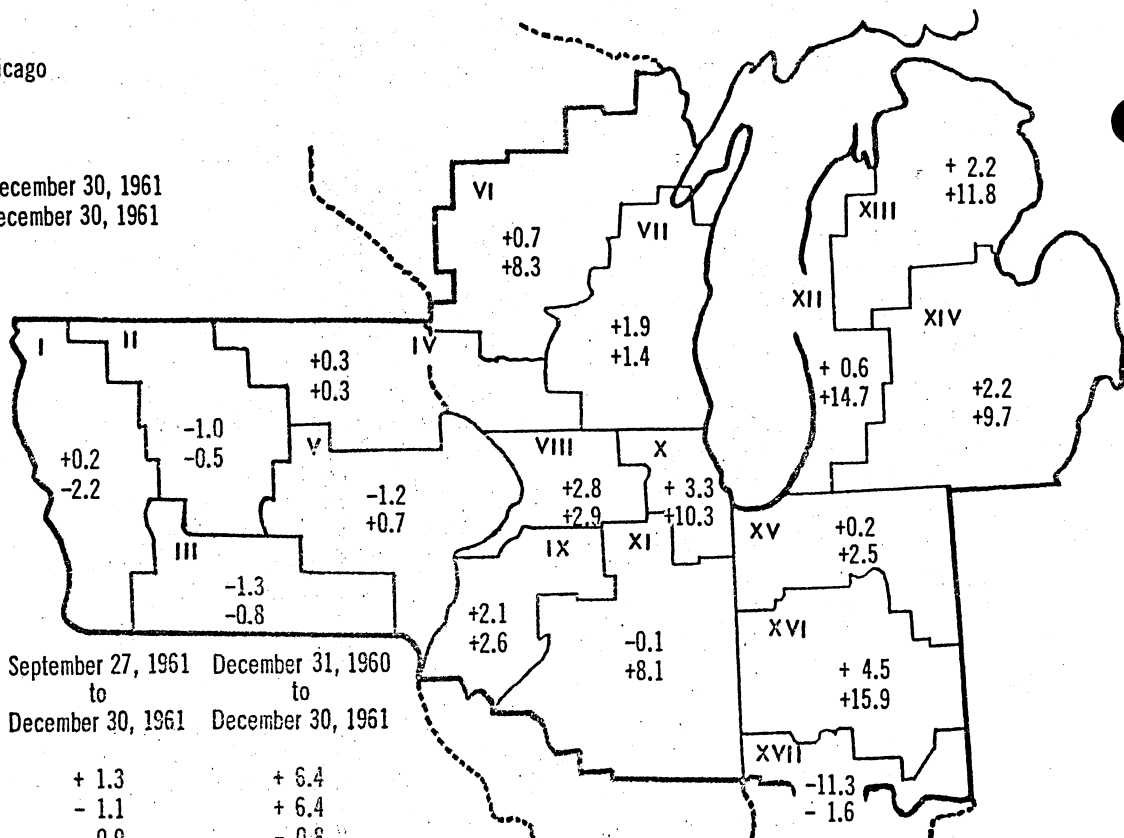 icago
ecember 30, 1961
ecember 30, 1961
VI
+0.7
+8.3
VII
+1.9
+1.4
XIII
+ 2.2
+11.8
XII
+ 0.6
+14.7
XIV
+2.2
+9.7
I
+0.2
-2.2
II
-1.0
-0.5
IV
+0.3
+0.3
V
-1.2
+0.7
III
-1.3
-0.8
VIII
+2.8
+2.9
X
+ 3.3
+10.3
IX
+2.1
+2.6
XI
-0.1
+8.1
XV
+0.2
+2.5
XVI
+ 4.5
+15.9
XVII
-11.3
- 1.6
September 27, 1961 December 31, 1960
to to
December 30, 1961 December 30, 1961
+ 1.3 + 6.4
- 1.1 + 6.4